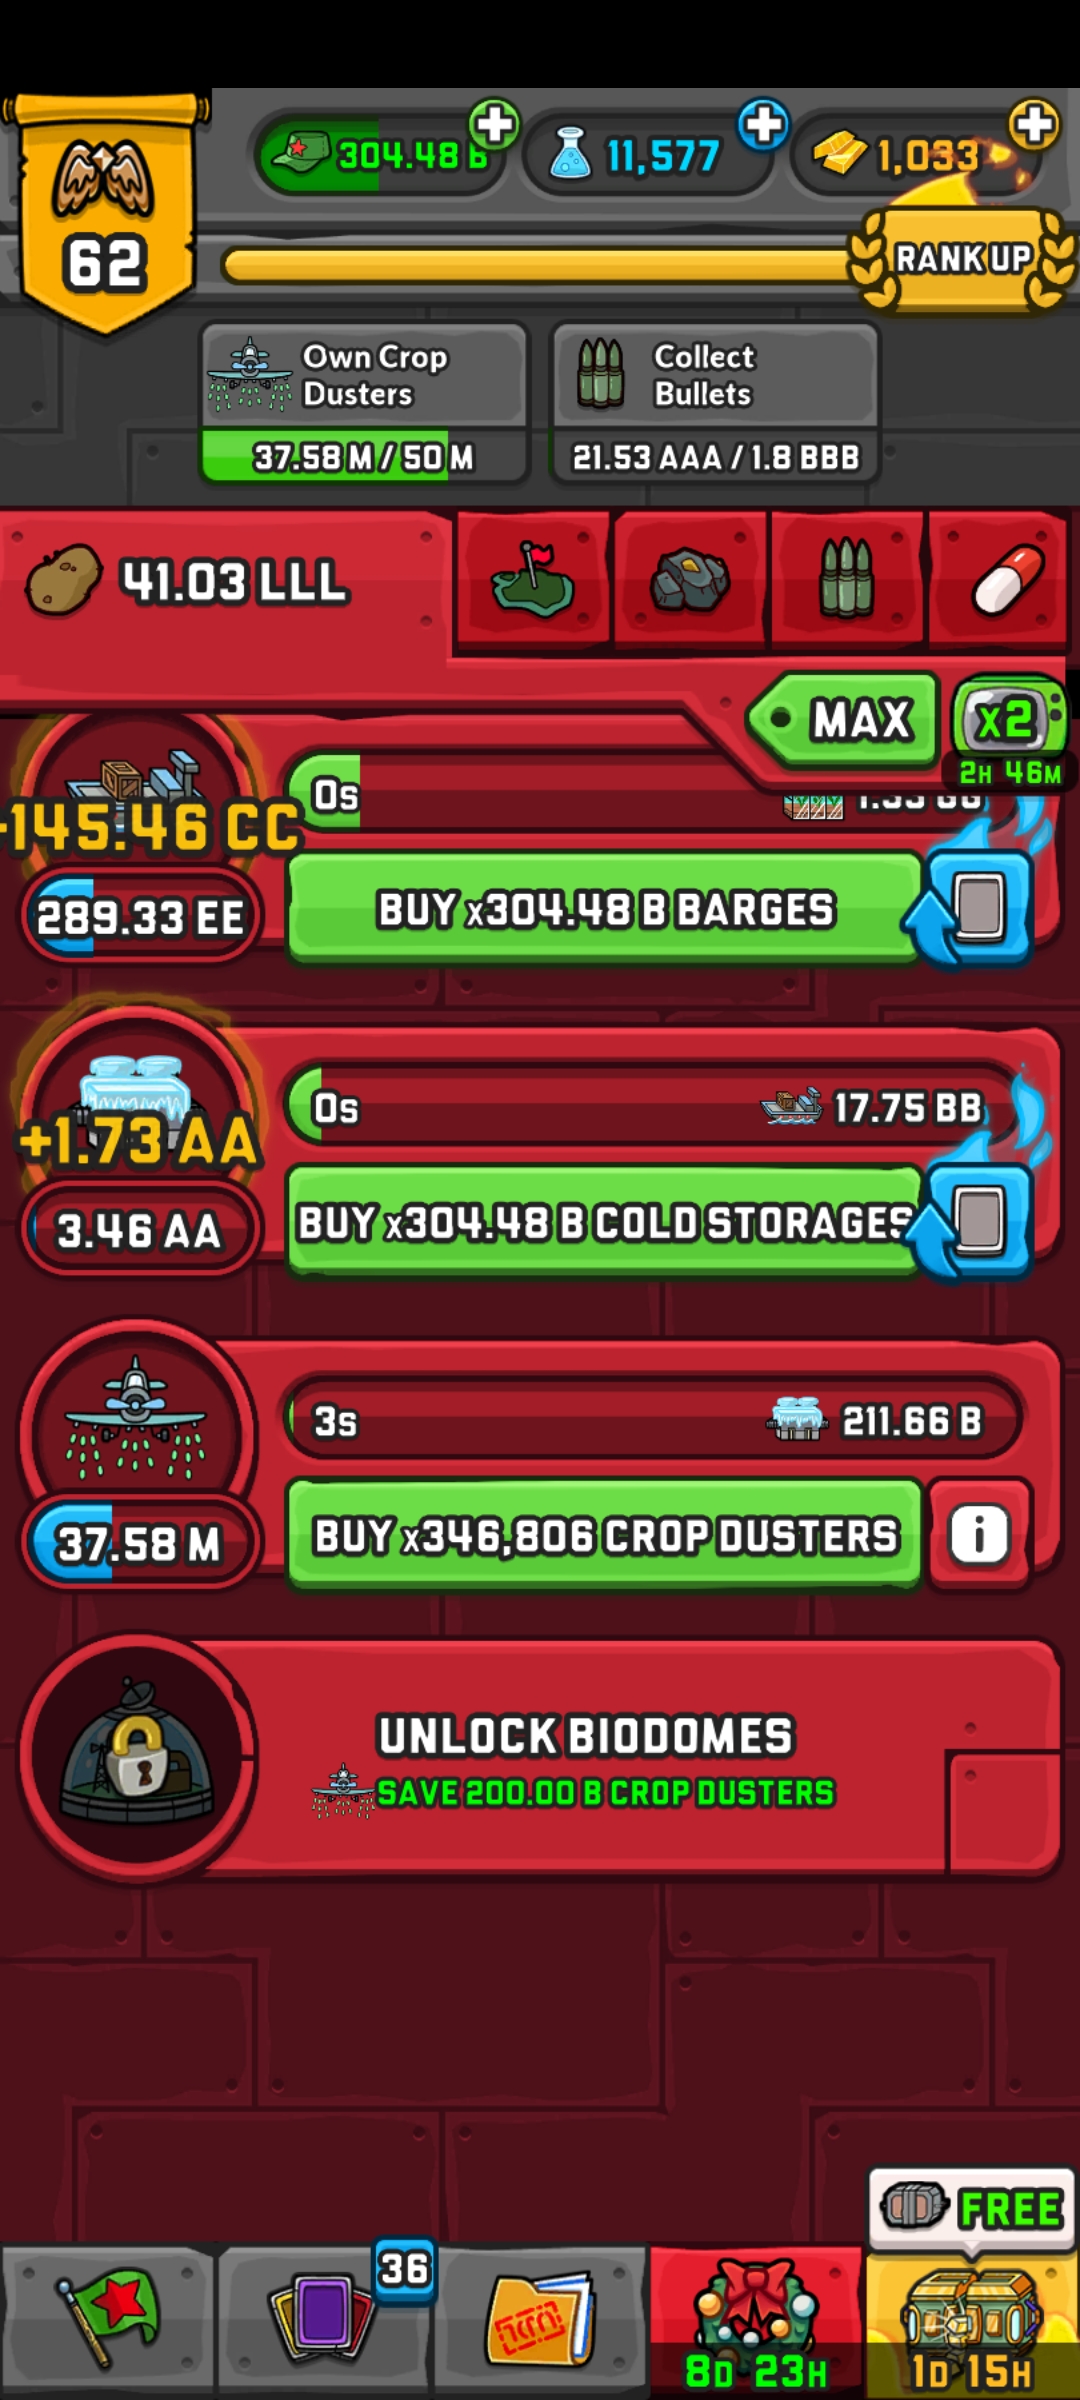 304.48 B
11,577
1,033
62
RANK UP
Own Crop
Dusters
37.58 M / 50 M
Collect
Bullets
21.53 AAA / 1.8 BBB
41.03 LLL
MAX
x2
2H 46M
0s
-145.46 CC
289.33 EE
BUY x304.48 B BARGES
0s
17.75 BB
+1.73 AA
3.46 AA
BUY x304.48 B COLD STORAGES
3s
211.66 B
37.58 M
BUY x346,806 CROP DUSTERS
i
UNLOCK BIODOMES
SAVE 200.00 B CROP DUSTERS
FREE
36
8D 23H
1D 15H